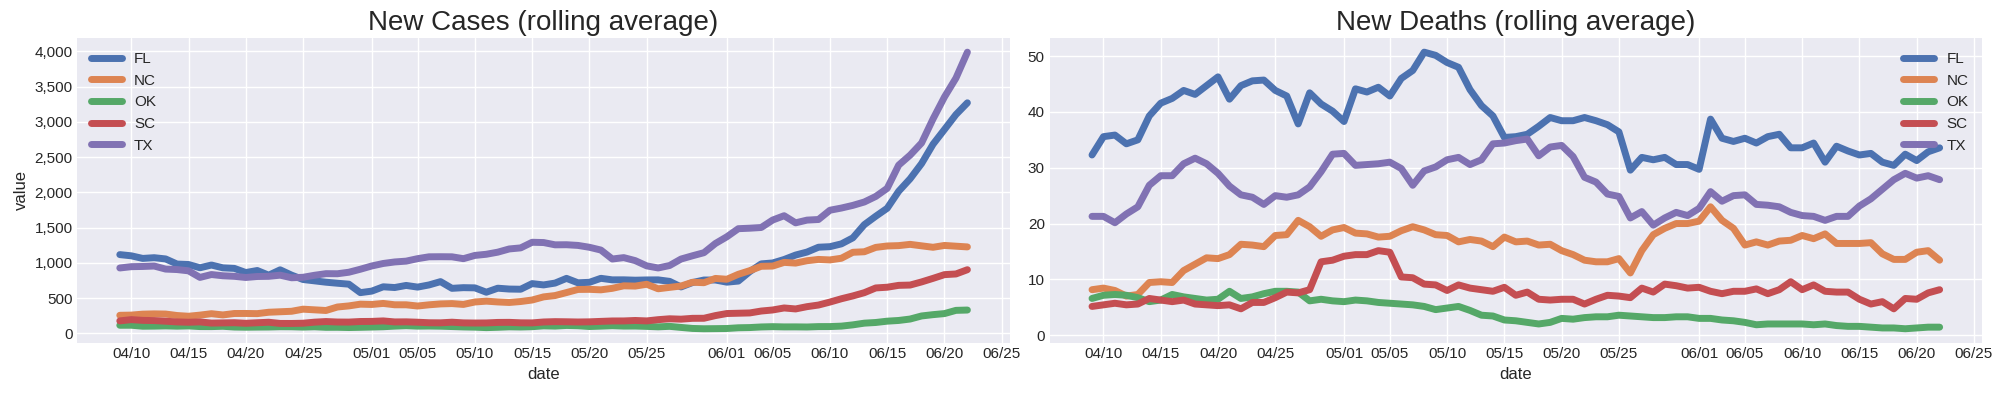 New Cases (rolling average)
4,000
3,500
3,000
2,500
2,000
1,500
1,000
500
0
value
FL
NC
OK
SC
TX
04/10 04/15 04/20 04/25 05/01 05/05 05/10 05/15 05/20 05/25 06/01 06/05 06/10 06/15 06/20 06/25
date
New Deaths (rolling average)
50
40
30
20
10
0
FL
NC
OK
SC
TX
04/10 04/15 04/20 04/25 05/01 05/05 05/10 05/15 05/20 05/25 06/01 06/05 06/10 06/15 06/20 06/25
date